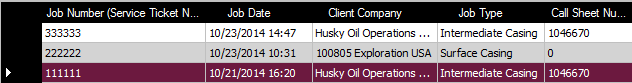 Job Number (Service Ticket N... Job Date Client Company Job Type Call Sheet Nu...
333333 10/23/2014 14:47 Husky Oil Operations ... Intermediate Casing 1046670
222222 10/23/2014 10:31 100805 Exploration USA Surface Casing 0
111111 10/21/2014 16:20 Husky Oil Operations ... Intermediate Casing 1046670